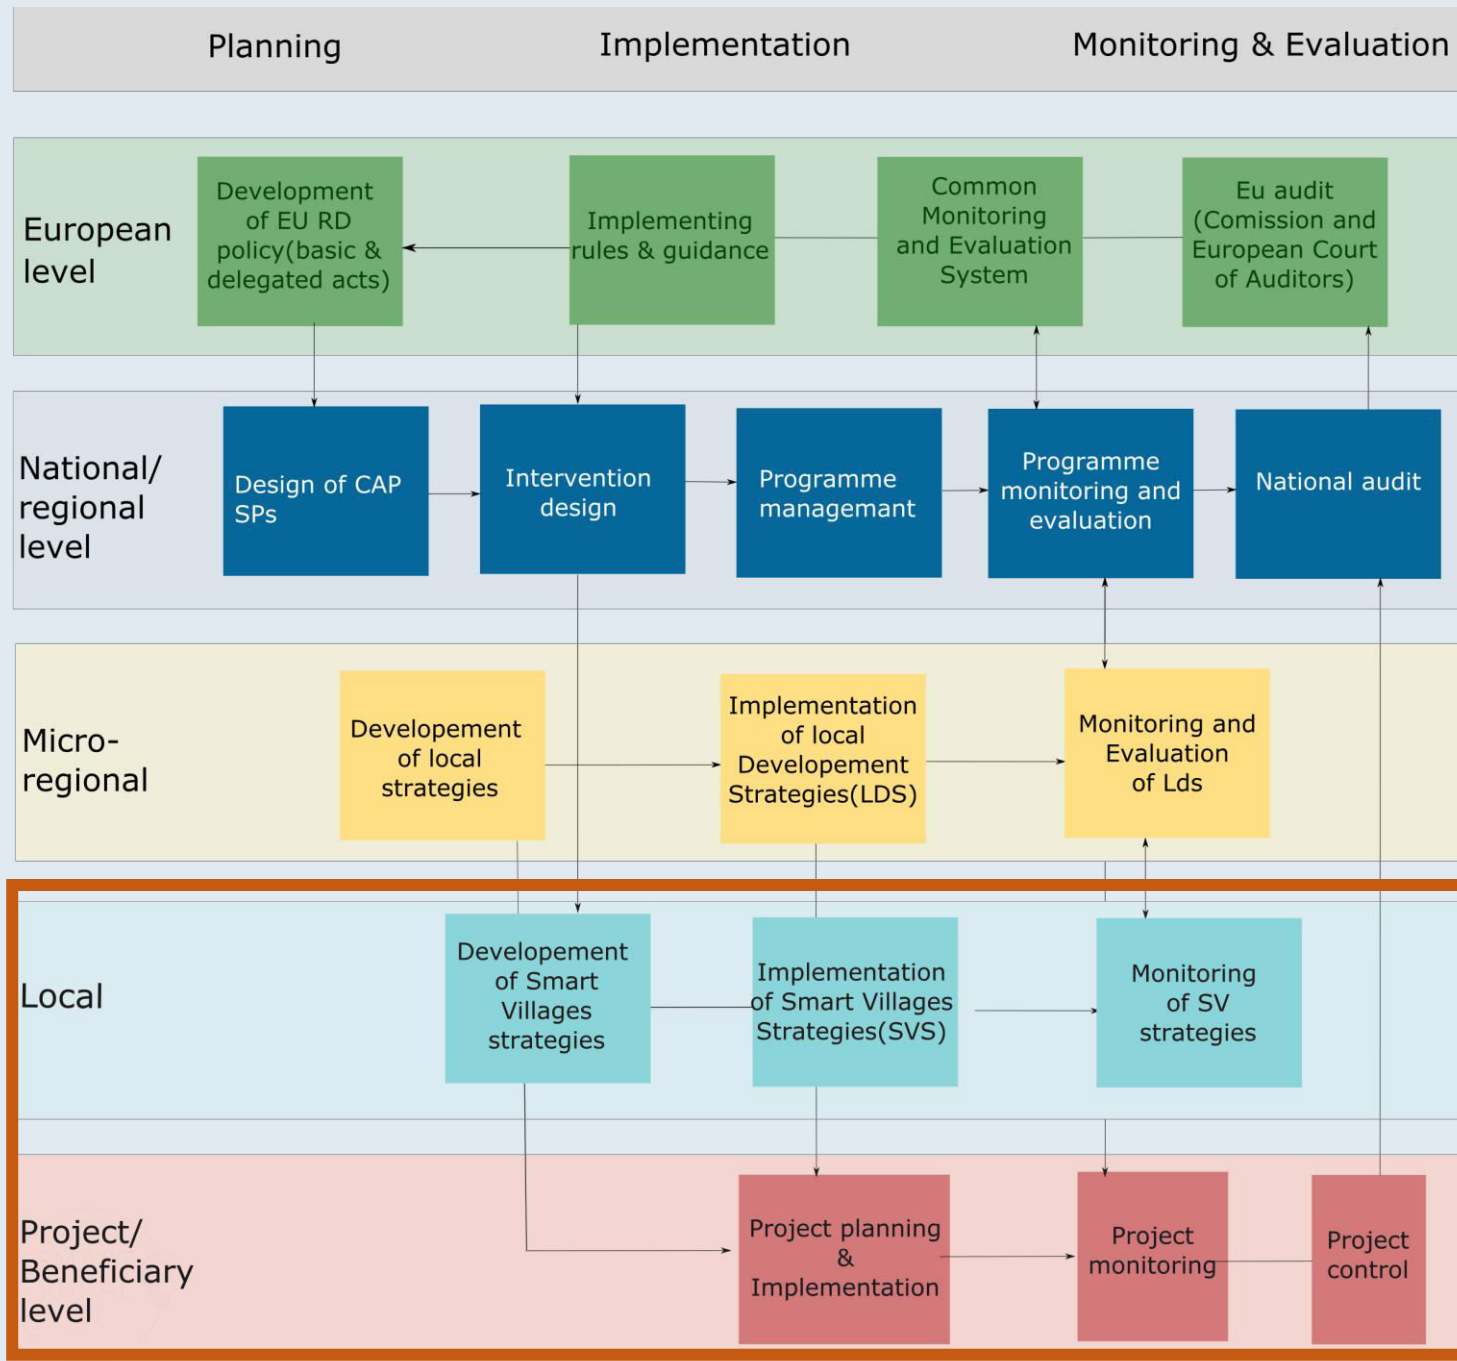 Planning
Implementation
Monitoring & Evaluation
European
level
Development
of EU RD
policy(basic &
delegated acts)
Implementing
rules & guidance
Common
Monitoring
and Evaluation
System
Eu audit
(Comission and
European Court
of Auditors)
National/
regional
level
Design of CAP
SPs
Intervention
design
Programme
managemant
Programme
monitoring and
evaluation
National audit
Micro-
regional
Developement
of local
strategies
Implementation
of local
Developement
Strategies(LDS)
Monitoring and
Evaluation
of Lds
Local
Developement
of Smart
Villages
strategies
Implementation
of Smart Villages
Strategies(SVS)
Monitoring
of SV
strategies
Project/
Beneficiary
level
Project planning
&
Implementation
Project
monitoring
Project
control